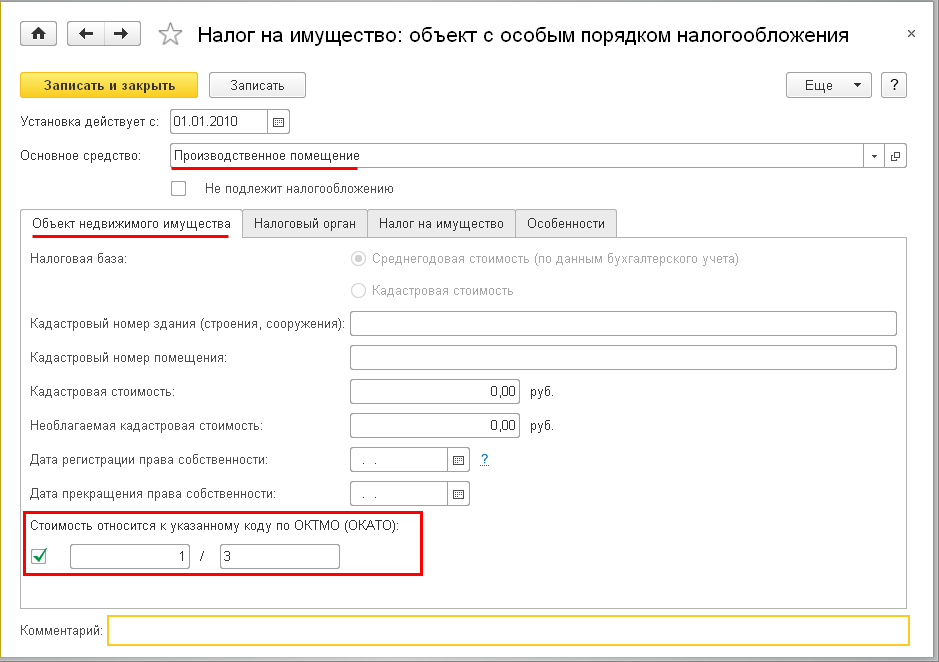 Налог на имущество: объект с особым порядком налогообложения ×
Записать и закрыть Записать Еще ?
Установка действует с: 01.01.2010
Основное средство: Производственное помещение
Не подлежит налогообложению
Объект недвижимого имущества Налоговый орган Налог на имущество Особенности
Налоговая база: Среднегодовая стоимость (по данным бухгалтерского учета)
Кадастровая стоимость
Кадастровый номер здания (строения, сооружения):
Кадастровый номер помещения:
Кадастровая стоимость: 0,00 руб.
Необлагаемая кадастровая стоимость: 0,00 руб.
Дата регистрации права собственности: . . ?
Дата прекращения права собственности: . .
Стоимость относится к указанному коду по ОКТМО (ОКАТО):
1 / 3
Комментарий: